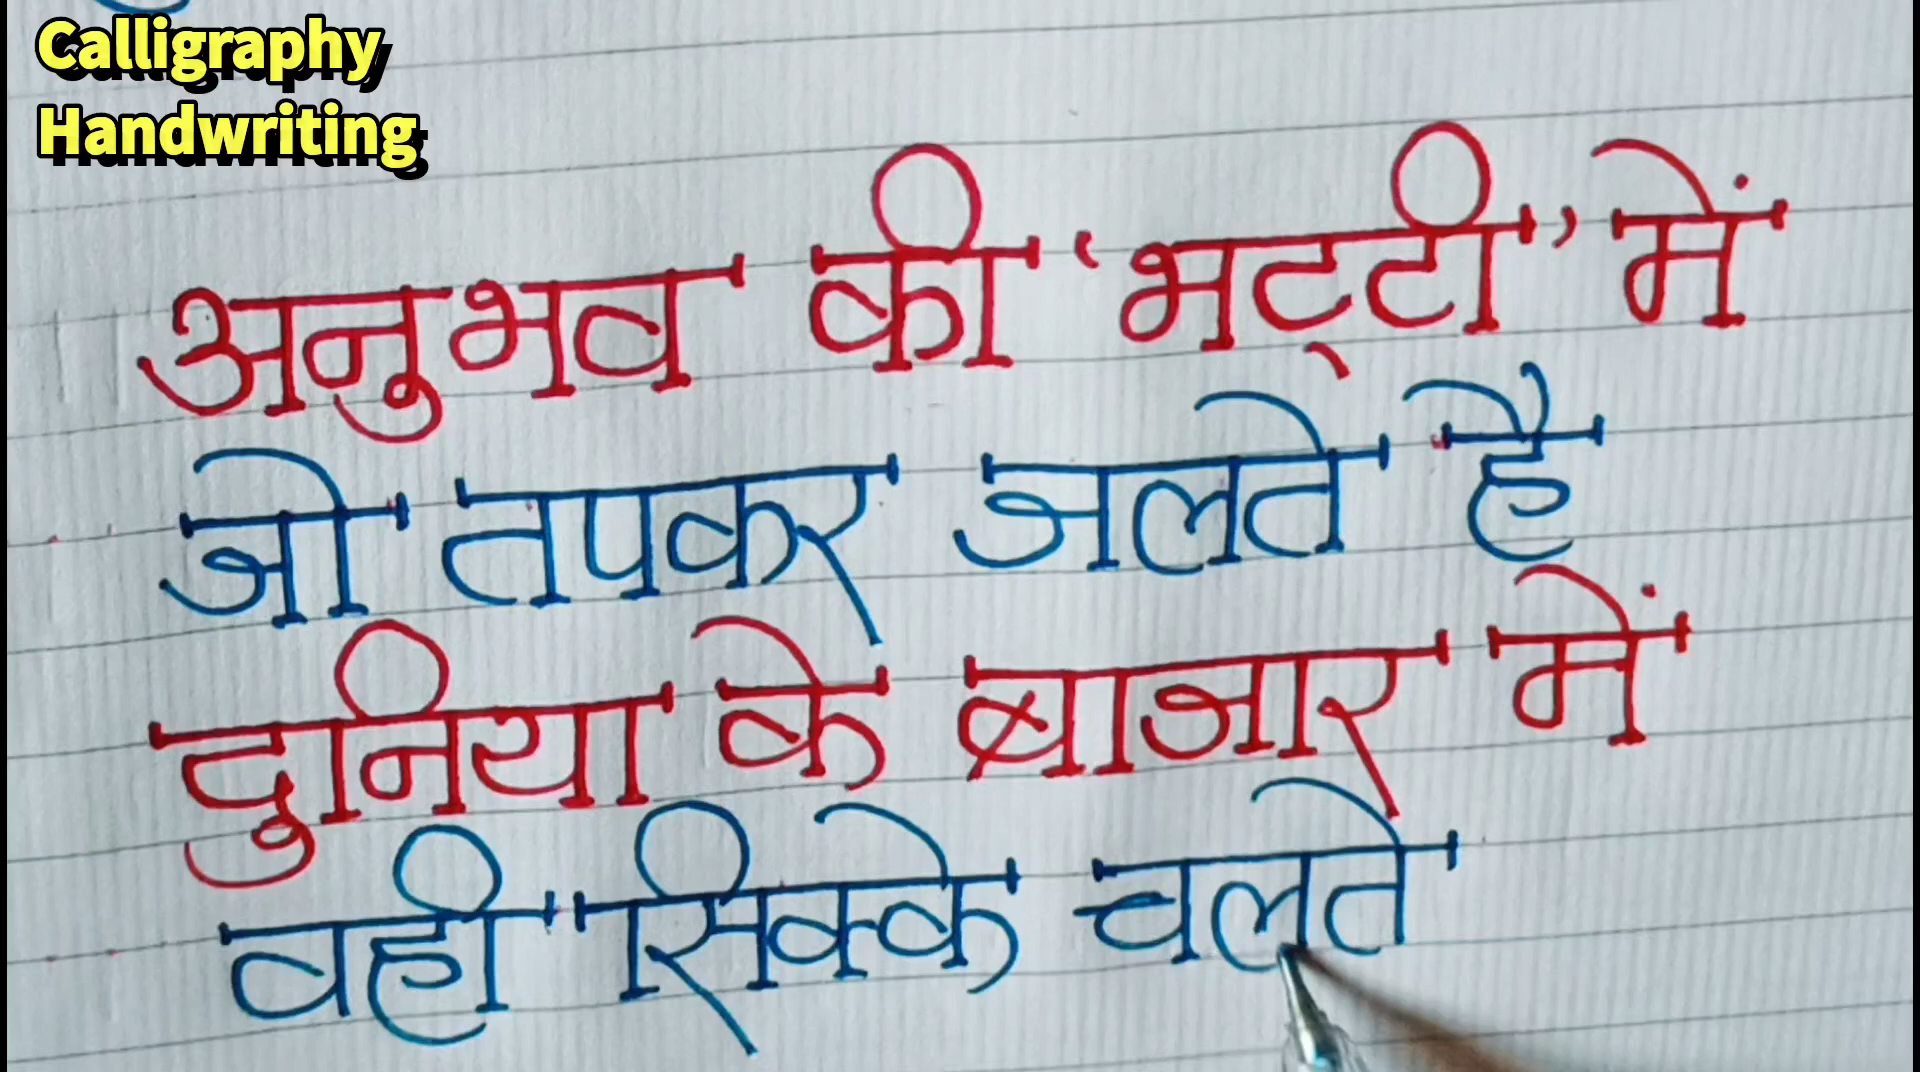 Calligraphy
Handwriting
अनुभव की ‘भट्टी’ में
जो तपकर जलते है
दुनिया के बाजार में
वही सिक्के चलते